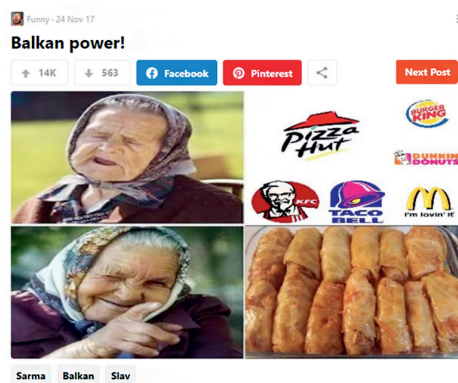 Funny - 24 Nov 17
Balkan power!
14K
563
Facebook
Pinterest
Next Post
Pizza
Hut
BURGER
KING
DUNKIN'
DONUTS
KFC
TACO
BELL
i'm lovin' it
Sarma
Balkan
Slav